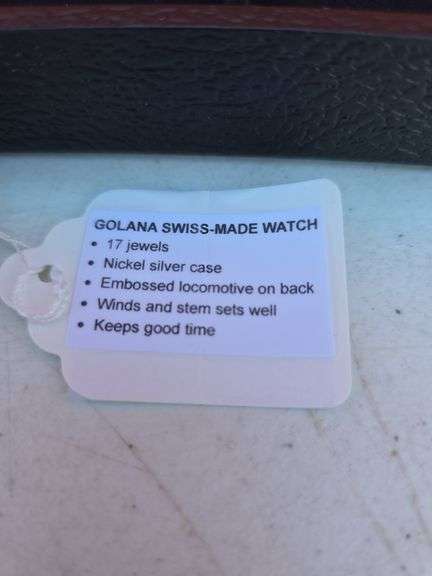 GOLANA SWISS-MADE WATCH
• 17 jewels
• Nickel silver case
• Embossed locomotive on back
• Winds and stem sets well
• Keeps good time